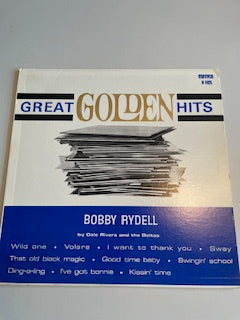 GREAT GOLDEN HITS
BOBBY RYDELL
by Dale Rivers and the Deltas
Wild one • Volare • I want to thank you • Sway
That old black magic • Good time baby • Swingin' school
Ding-a-ling • I've got bonnie • Kissin' time